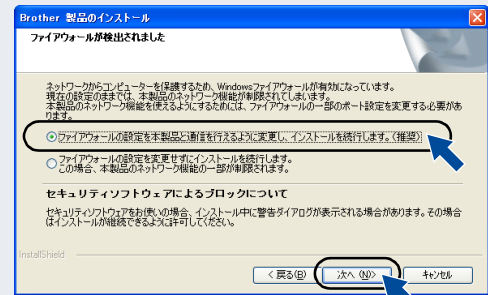 Brother 製品のインストール
ファイアウォールが検出されました
ネットワークからコンピューターを保護するため、Windowsファイアウォールが有効になっています。
現在の設定のままでは、本製品のネットワーク機能が制限されてしまいます。
本製品のネットワーク機能を使えるようにするためには、ファイアウォールの一部のポート設定を変更する必要があ
ります。
ファイアウォールの設定を本製品と通信を行えるように変更し、インストールを続行します。(推奨)
ファイアウォールの設定を変更せずにインストールを続行します。
この場合、本製品のネットワーク機能の一部が制限されます。
セキュリティソフトウェアによるブロックについて
セキュリティソフトウェアをお使いの場合、インストール中に警告ダイアログが表示される場合があります。その場合
はインストールが継続できるように許可してください。
InstallShield
< 戻る(B) 次へ (N)> キャンセル